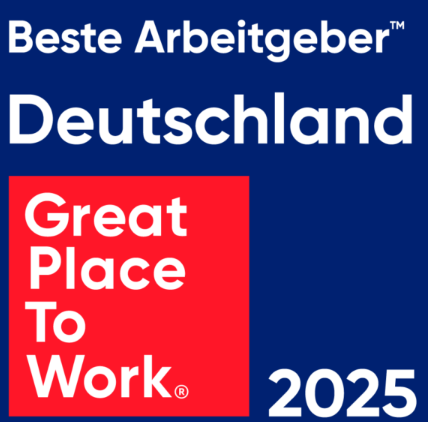 Beste Arbeitgeber™
Deutschland
Great
Place
To
Work®
2025